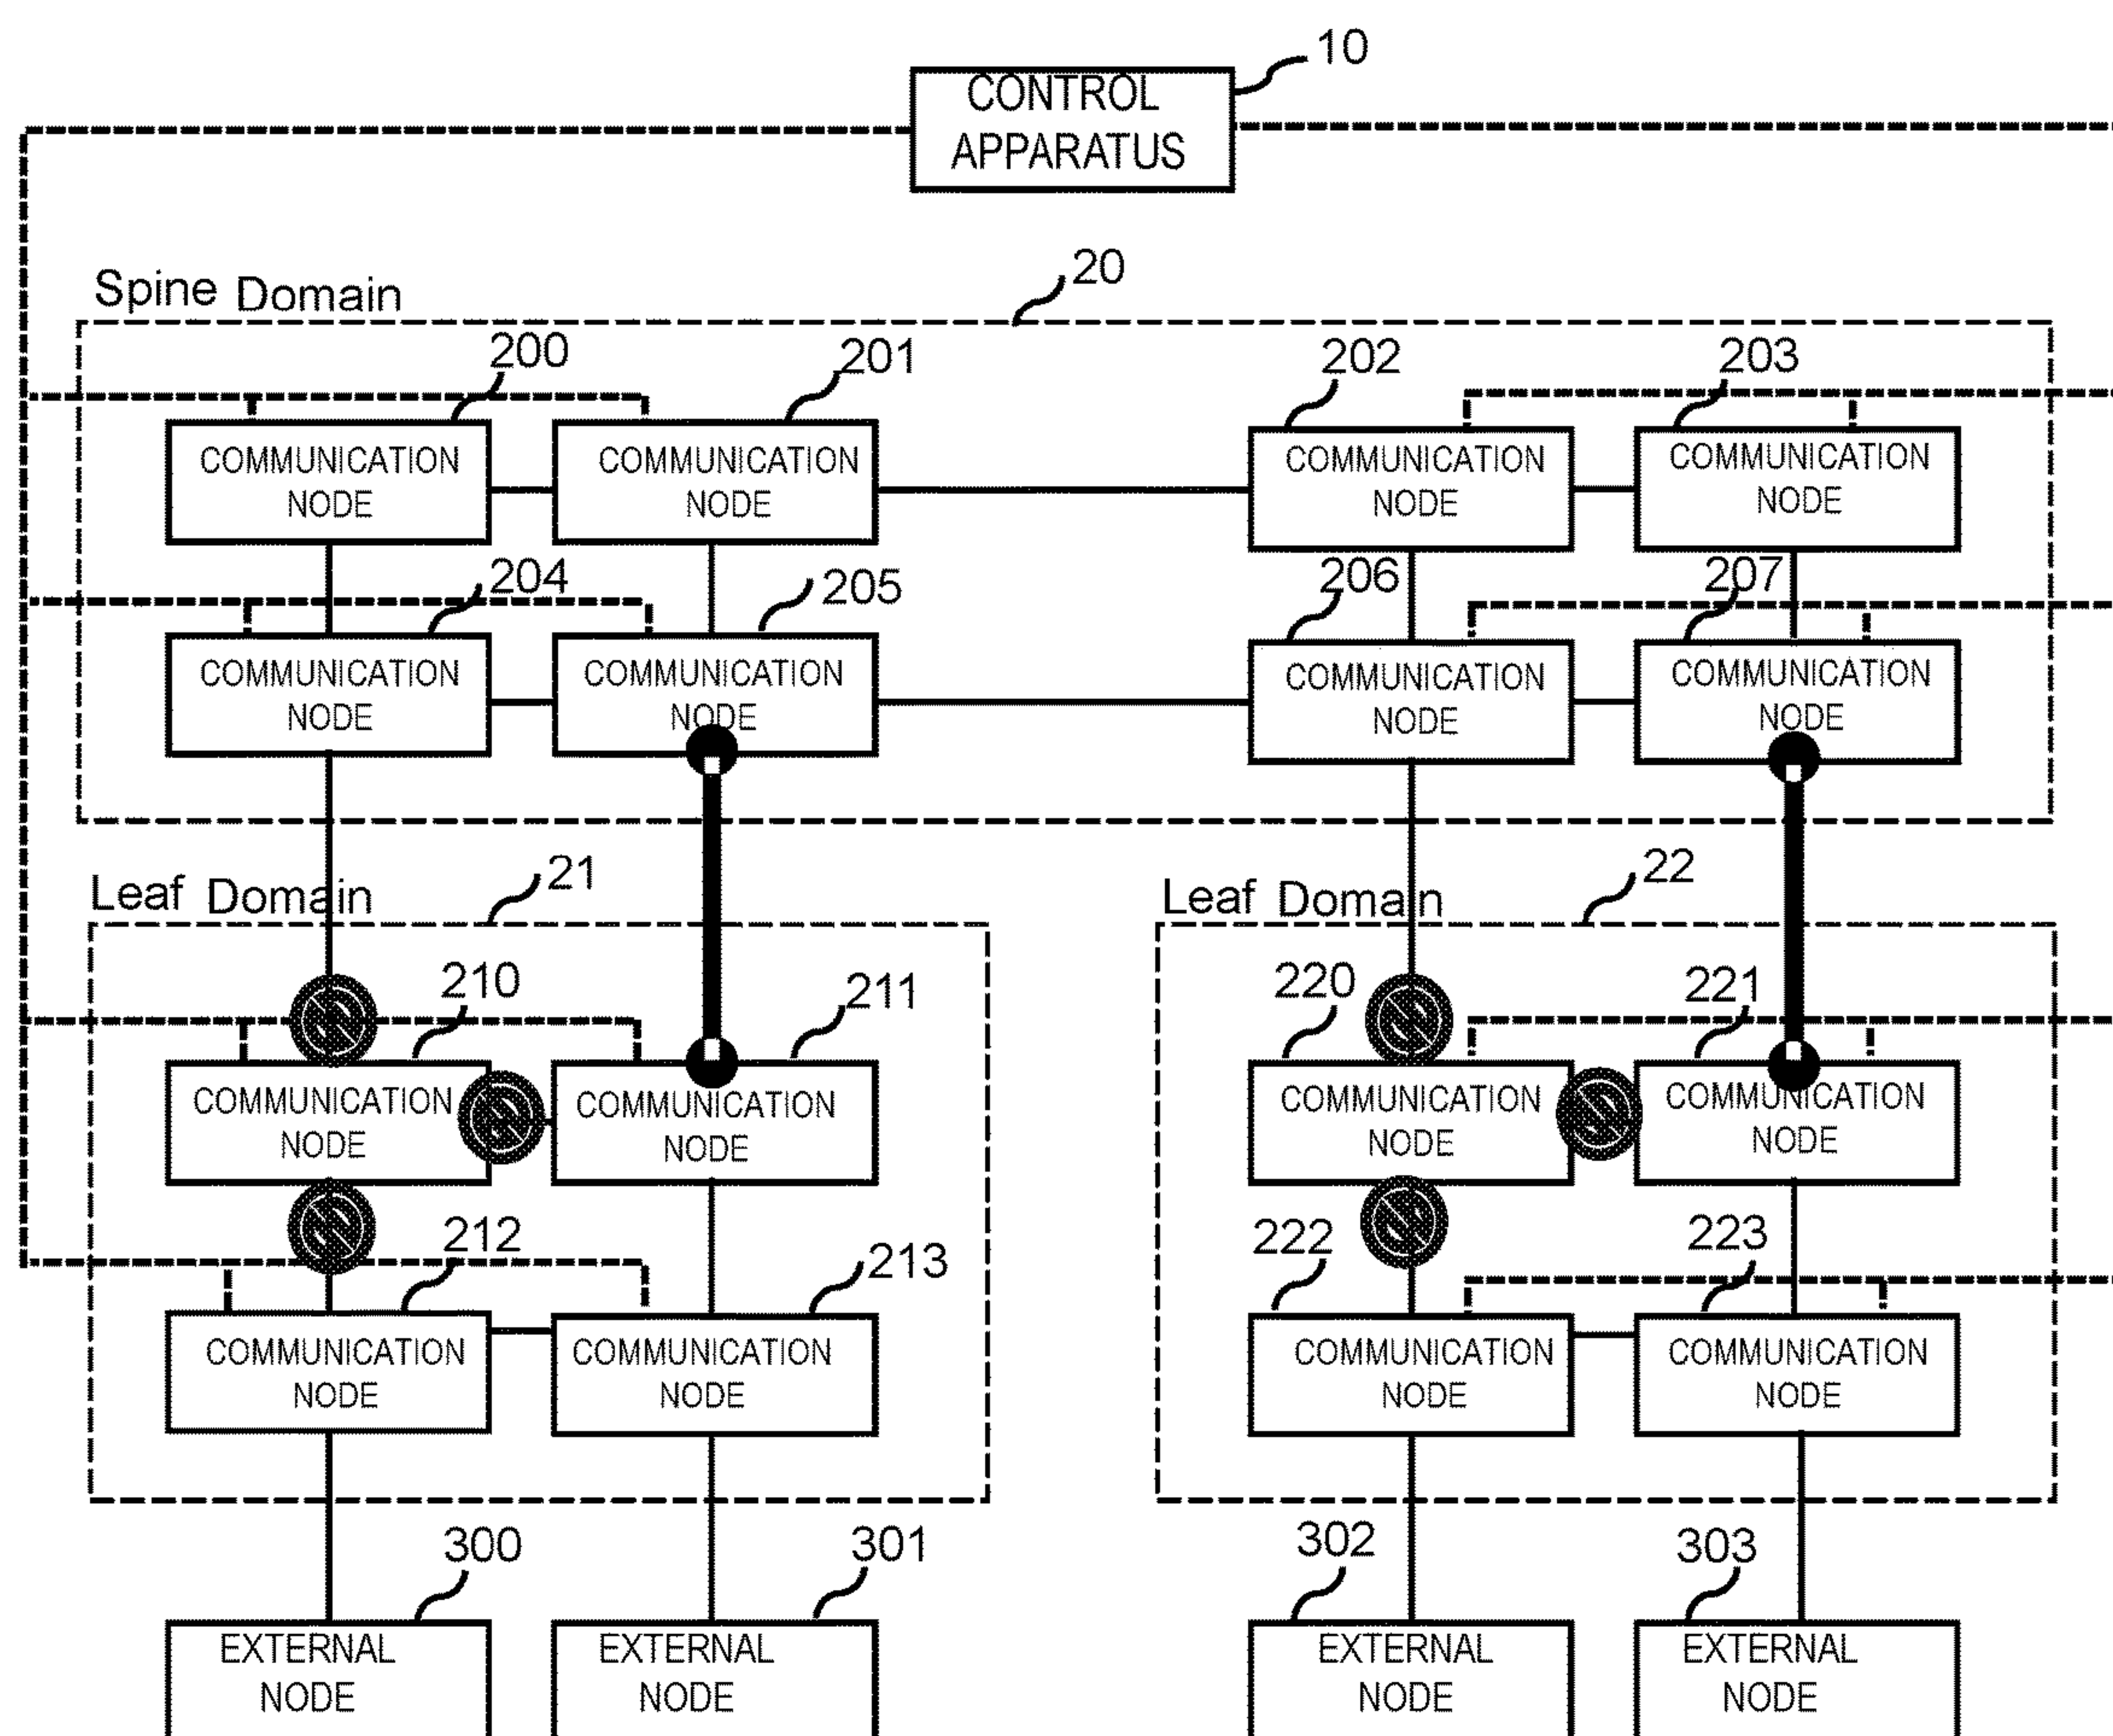 10
CONTROL
APPARATUS
20
Spine Domain
200
201
202
203
COMMUNICATION
NODE
COMMUNICATION
NODE
COMMUNICATION
NODE
COMMUNICATION
NODE
204
205
206
207
COMMUNICATION
NODE
COMMUNICATION
NODE
COMMUNICATION
NODE
COMMUNICATION
NODE
Leaf Domain
21
Leaf Domain
22
210
211
220
221
COMMUNICATION
NODE
COMMUNICATION
NODE
COMMUNICATION
NODE
COMMUNICATION
NODE
212
213
222
223
COMMUNICATION
NODE
COMMUNICATION
NODE
COMMUNICATION
NODE
COMMUNICATION
NODE
300
301
302
303
EXTERNAL
NODE
EXTERNAL
NODE
EXTERNAL
NODE
EXTERNAL
NODE